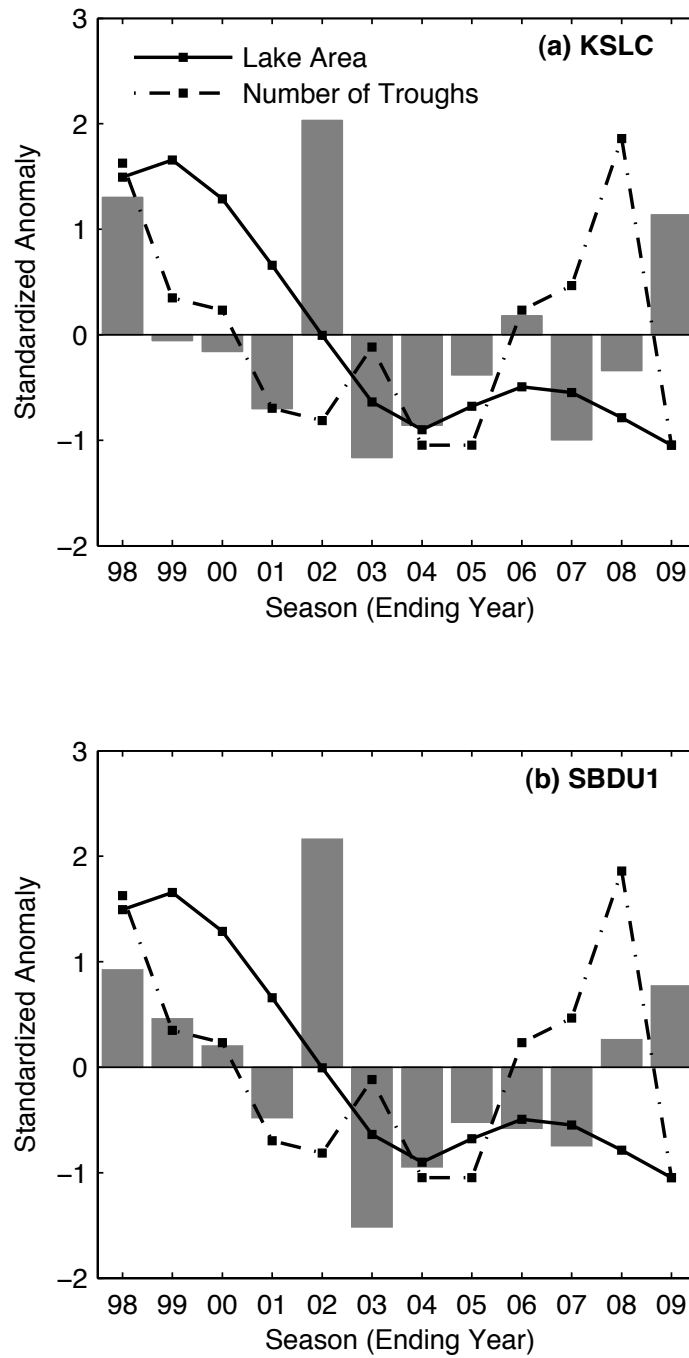 3
(a) KSLC
Lake Area
Number of Troughs
2
1
0
−1
−2
Standardized Anomaly
98 99 00 01 02 03 04 05 06 07 08 09
Season (Ending Year)
3
(b) SBDU1
2
1
0
−1
−2
Standardized Anomaly
98 99 00 01 02 03 04 05 06 07 08 09
Season (Ending Year)